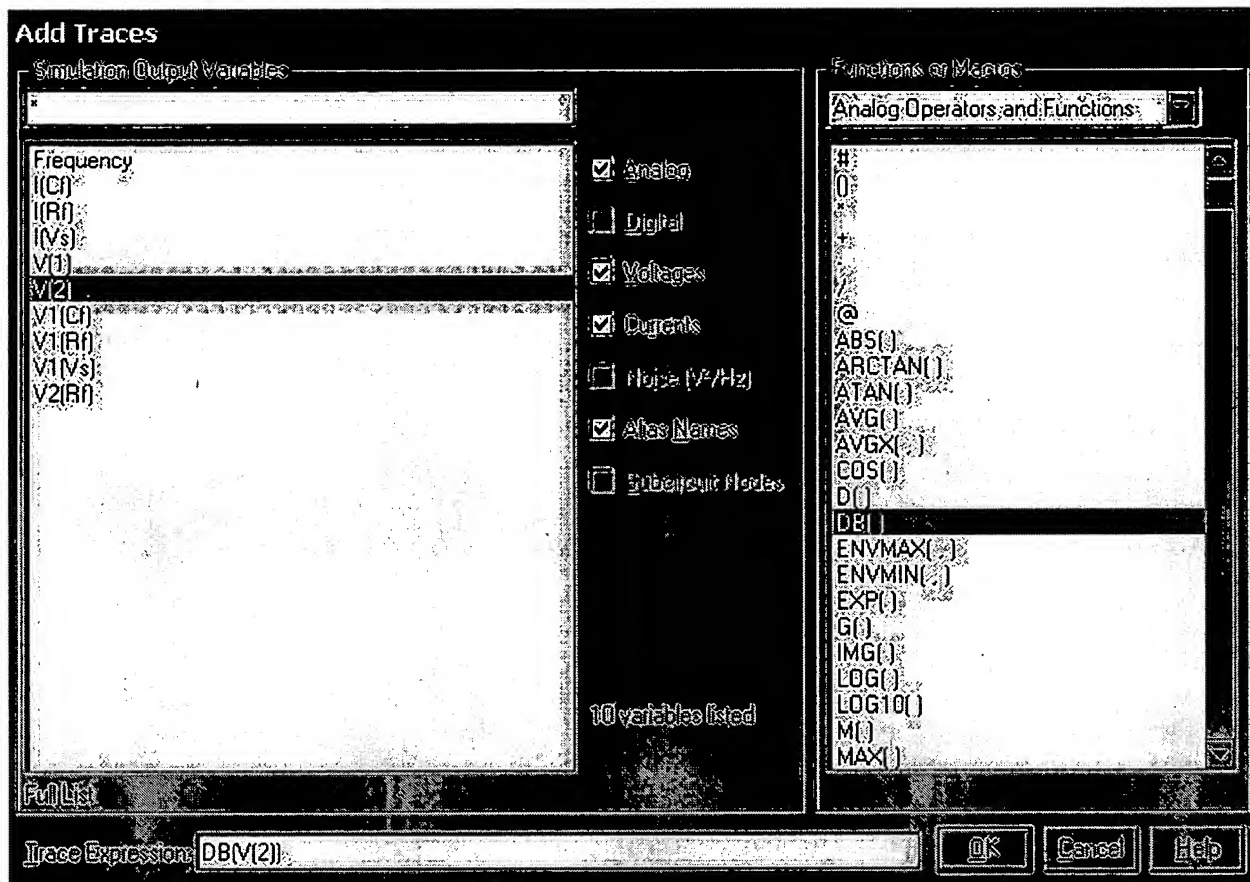 Add Traces
Simulation Output Variables
*
Frequency
I(Cf)
I(Rf)
I(Vs)
V(1)
V(2)
V1(Cf)
V1(Rf)
V1(Vs)
V2(Rf)
Full List
Analog
Digital
Voltages
Currents
Noise (V²/Hz)
Alias Names
Subcircuit Nodes
10 variables listed
Functions or Macros
Analog Operators and Functions
#
()
*
+
/
@
ABS( )
ARCTAN( )
ATAN( )
AVG( )
AVGX( , )
COS( )
D( )
DB( )
ENVMAX( , )
ENVMIN( , )
EXP( )
G( )
IMG( )
LOG( )
LOG10( )
M( )
MAX( )
Trace Expression: DB(V(2))
OK Cancel Help